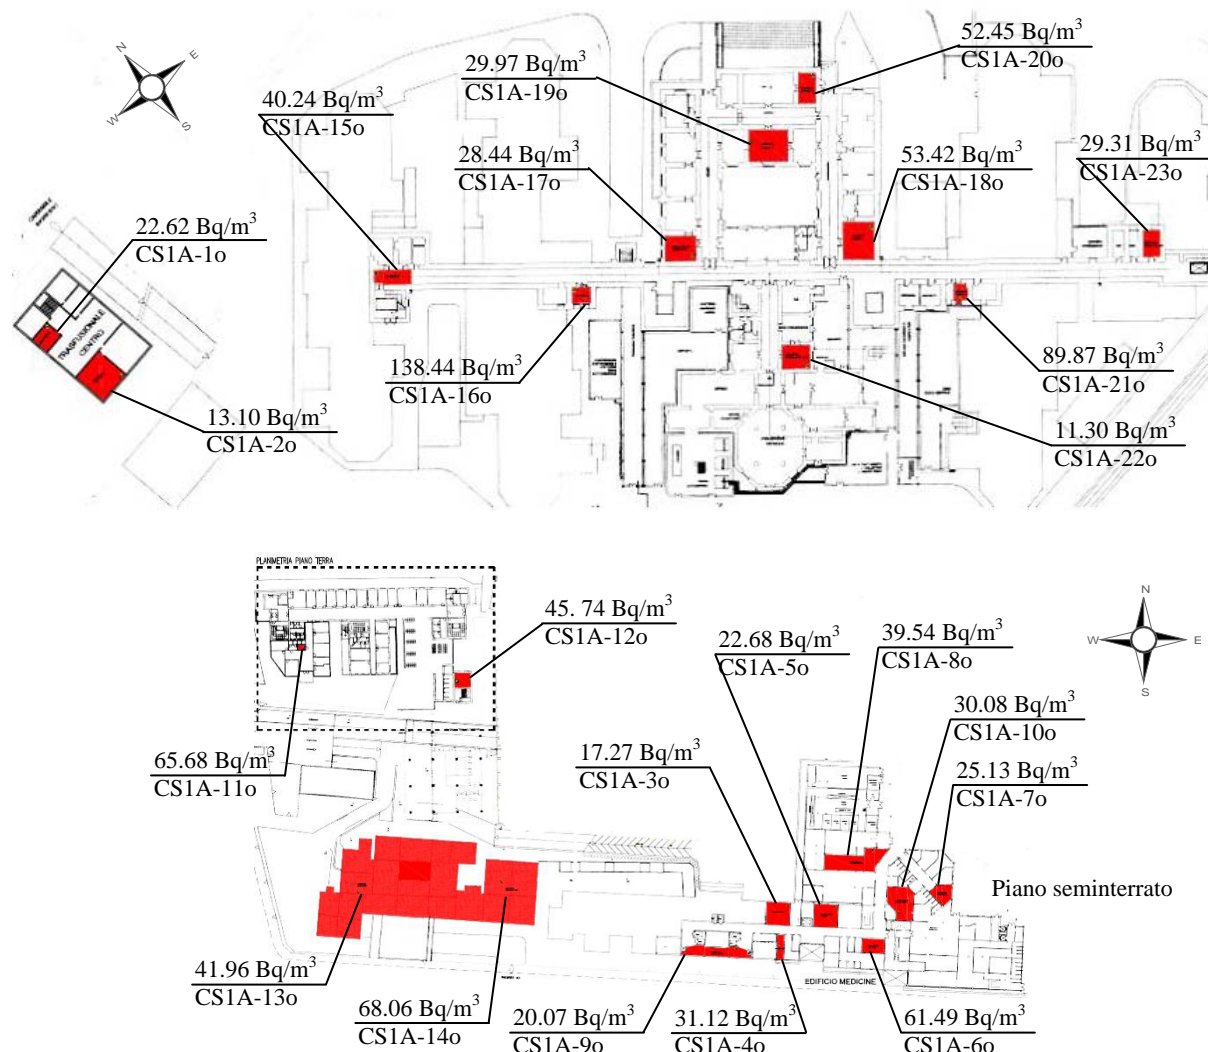 52.45 Bq/m³
CS1A-20o
29.97 Bq/m³
CS1A-19o
40.24 Bq/m³
CS1A-15o
28.44 Bq/m³
CS1A-17o
53.42 Bq/m³
CS1A-18o
29.31 Bq/m³
CS1A-23o
N
E
W
S
22.62 Bq/m³
CS1A-1o
TRASFUSIONALE
CENTRO
138.44 Bq/m³
CS1A-16o
89.87 Bq/m³
CS1A-21o
13.10 Bq/m³
CS1A-2o
11.30 Bq/m³
CS1A-22o
PLANIMETRIA PIANO TERRA
45. 74 Bq/m³
CS1A-12o
22.68 Bq/m³
CS1A-5o
39.54 Bq/m³
CS1A-8o
N
W
E
S
30.08 Bq/m³
CS1A-10o
65.68 Bq/m³
CS1A-11o
17.27 Bq/m³
CS1A-3o
25.13 Bq/m³
CS1A-7o
Piano seminterrato
41.96 Bq/m³
CS1A-13o
EDIFICIO MEDICINE
68.06 Bq/m³
CS1A-14o
20.07 Bq/m³
CS1A-9o
31.12 Bq/m³
CS1A-4o
61.49 Bq/m³
CS1A-6o